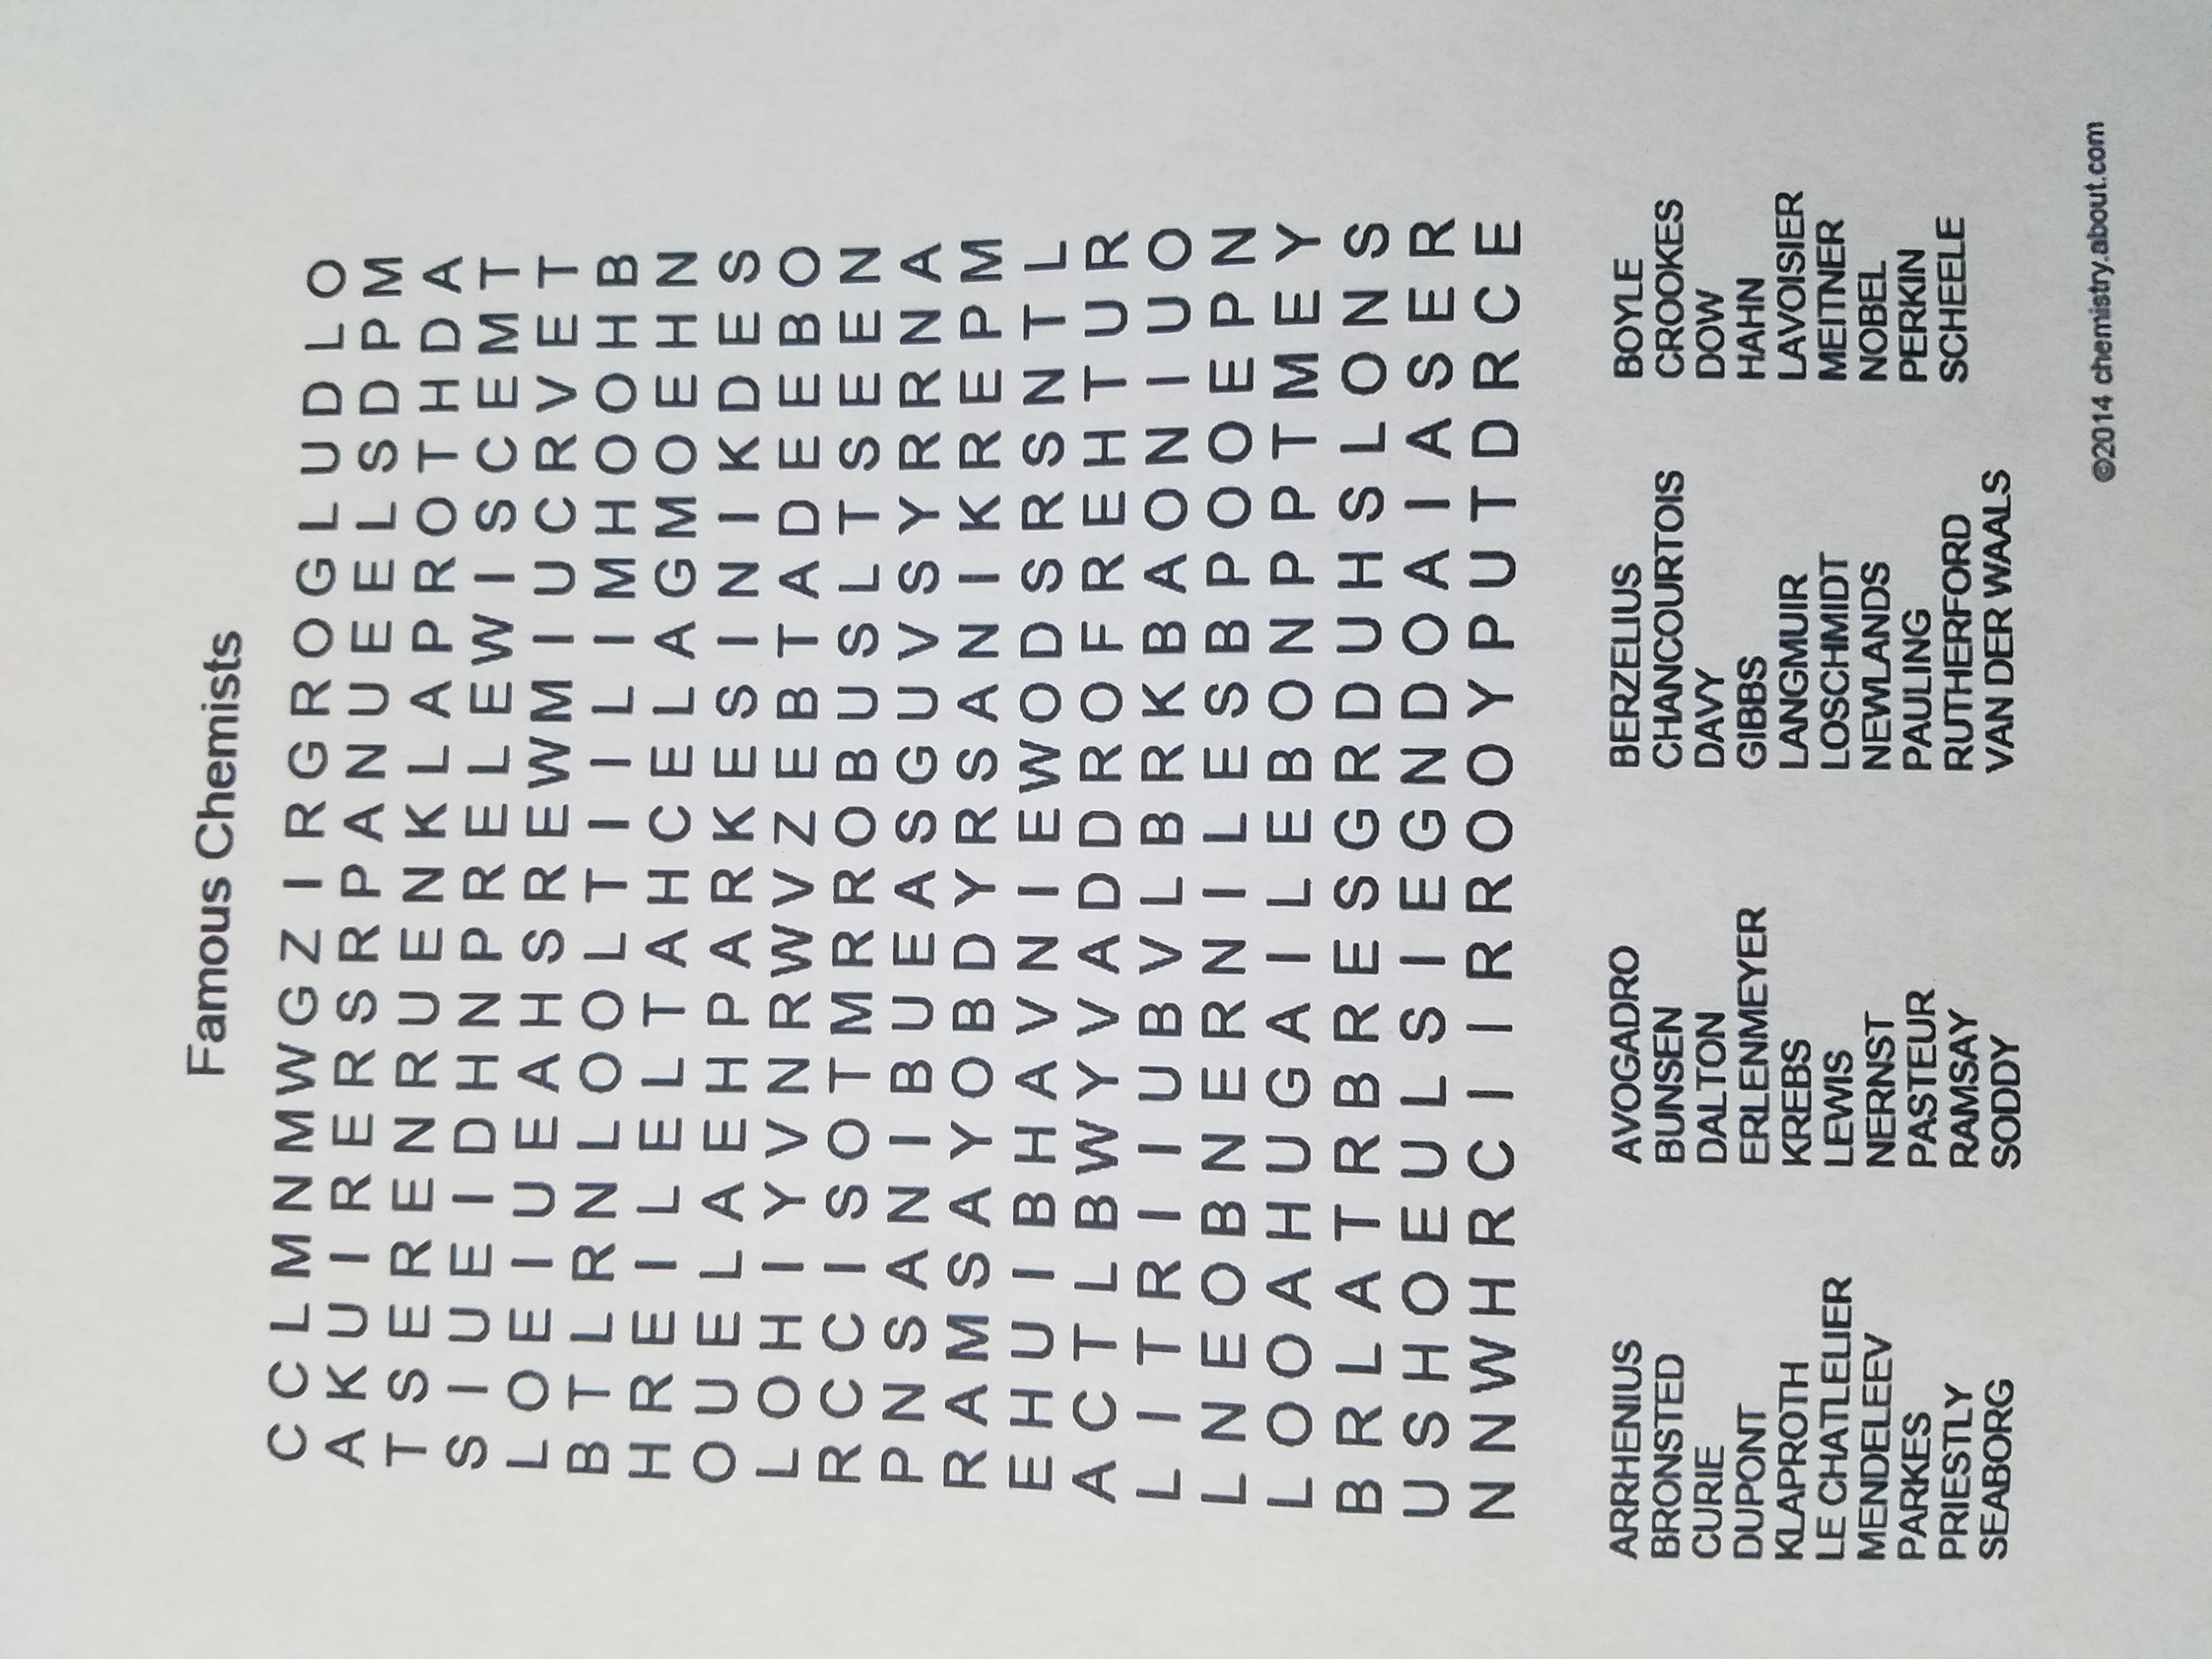 Famous Chemists
C C L M N M W G Z I R G R O G L U D L O
A K U I R E R S R P A N U E E L S D P M
T S E R E N R U E N K L A P R O T H D A
S I U E I D H N P R E L E W I S C E M T
L O E I U E A H S R E W M I U C R V E T
B T L R N L O O L T I I L I M H O O H B
H R E I L E L T A H C E L A G M O E H N
O U E L A E H P A R K E S I N I K D E S
L O H I Y V N R W V Z E B T A D E E B O
R C C I S O T M R R O B U S L T S E E N
P N S A N I B U E A S G U V S Y R R N A
R A M S A Y O B D Y R S A N I K R E P M
E H U I B H A V N I E W O D S R S N T L
A C T L B W Y V A D D R O F R E H T U R
L I T R I I U B V L B R K B A O N I U O
L N E O B N E R N I L E S B P O O E P N
L O O A H U G A I L E B O N P P T M E Y
B R L A T R B R E S G R D U H S L O N S
U S H O E U L S I E G N D O A I A S E R
N N W H R C I I R R O O Y P U T D R C E
ARRHENIUS AVOGADRO BERZELIUS BOYLE
BRONSTED BUNSEN CHANCOURTOIS CROOKES
CURIE DALTON DAVY DOW
DUPONT ERLENMEYER GIBBS HAHN
KLAPROTH KREBS LANGMUIR LAVOISIER
LE CHATLELIER LEWIS LOSCHMIDT MEITNER
MENDELEEV NERNST NEWLANDS NOBEL
PARKES PASTEUR PAULING PERKIN
PRIESTLY RAMSAY RUTHERFORD SCHEELE
SEABORG SODDY VAN DER WAALS
©2014 chemistry.about.com